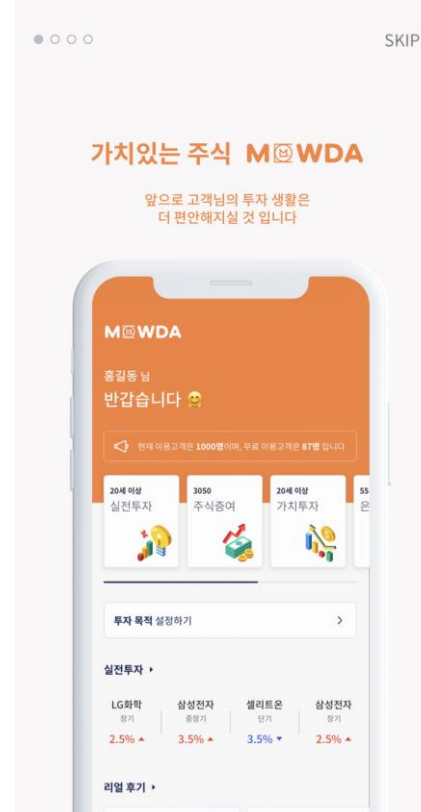 SKIP
가치있는 주식 MOWDA
앞으로 고객님의 투자 생활은
더 편안해지실 것 입니다
MOWDA
홍길동 님
반갑습니다 🤗
현재 이용고객은 1000명이며, 무료 이용고객은 87명 입니다
20세 이상
실전투자
3050
주식증여
20세 이상
가치투자
55
은
투자 목적 설정하기 >
실전투자 ▸
LG화학 삼성전자 셀리트온 삼성전자
장기 중장기 단기 장기
2.5% ▲ 3.5% ▲ 3.5% ▼ 2.5% ▲
리얼 후기 ▸